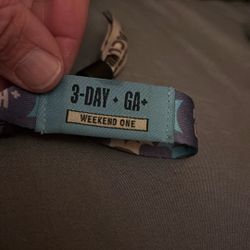 3-DAY • GA+
WEEKEND ONE